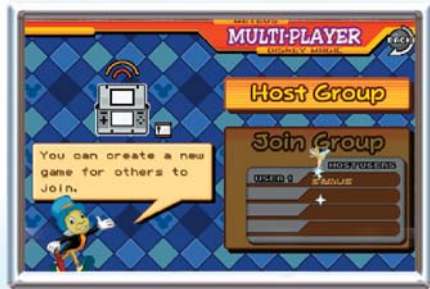 METEOS
MULTI-PLAYER
DISNEY MAGIC
BACK
Host Group
Join Group
HOST USERS
USER 1
You can create a new
game for others to
join.